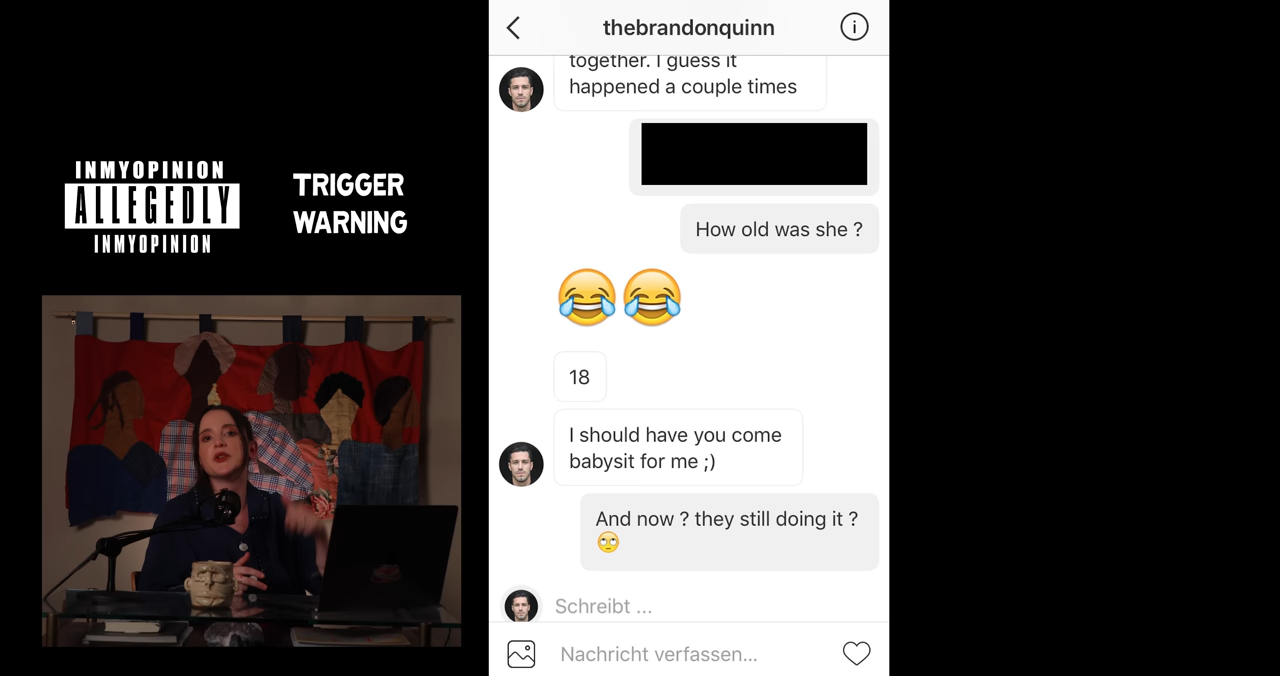 INMYOPINION
ALLEGEDLY
INMYOPINION
TRIGGER
WARNING
thebrandonquinn
together. I guess it
happened a couple times
How old was she ?
😂😂
18
I should have you come
babysit for me ;)
And now ? they still doing it ?
🙄
Schreibt ...
Nachricht verfassen...